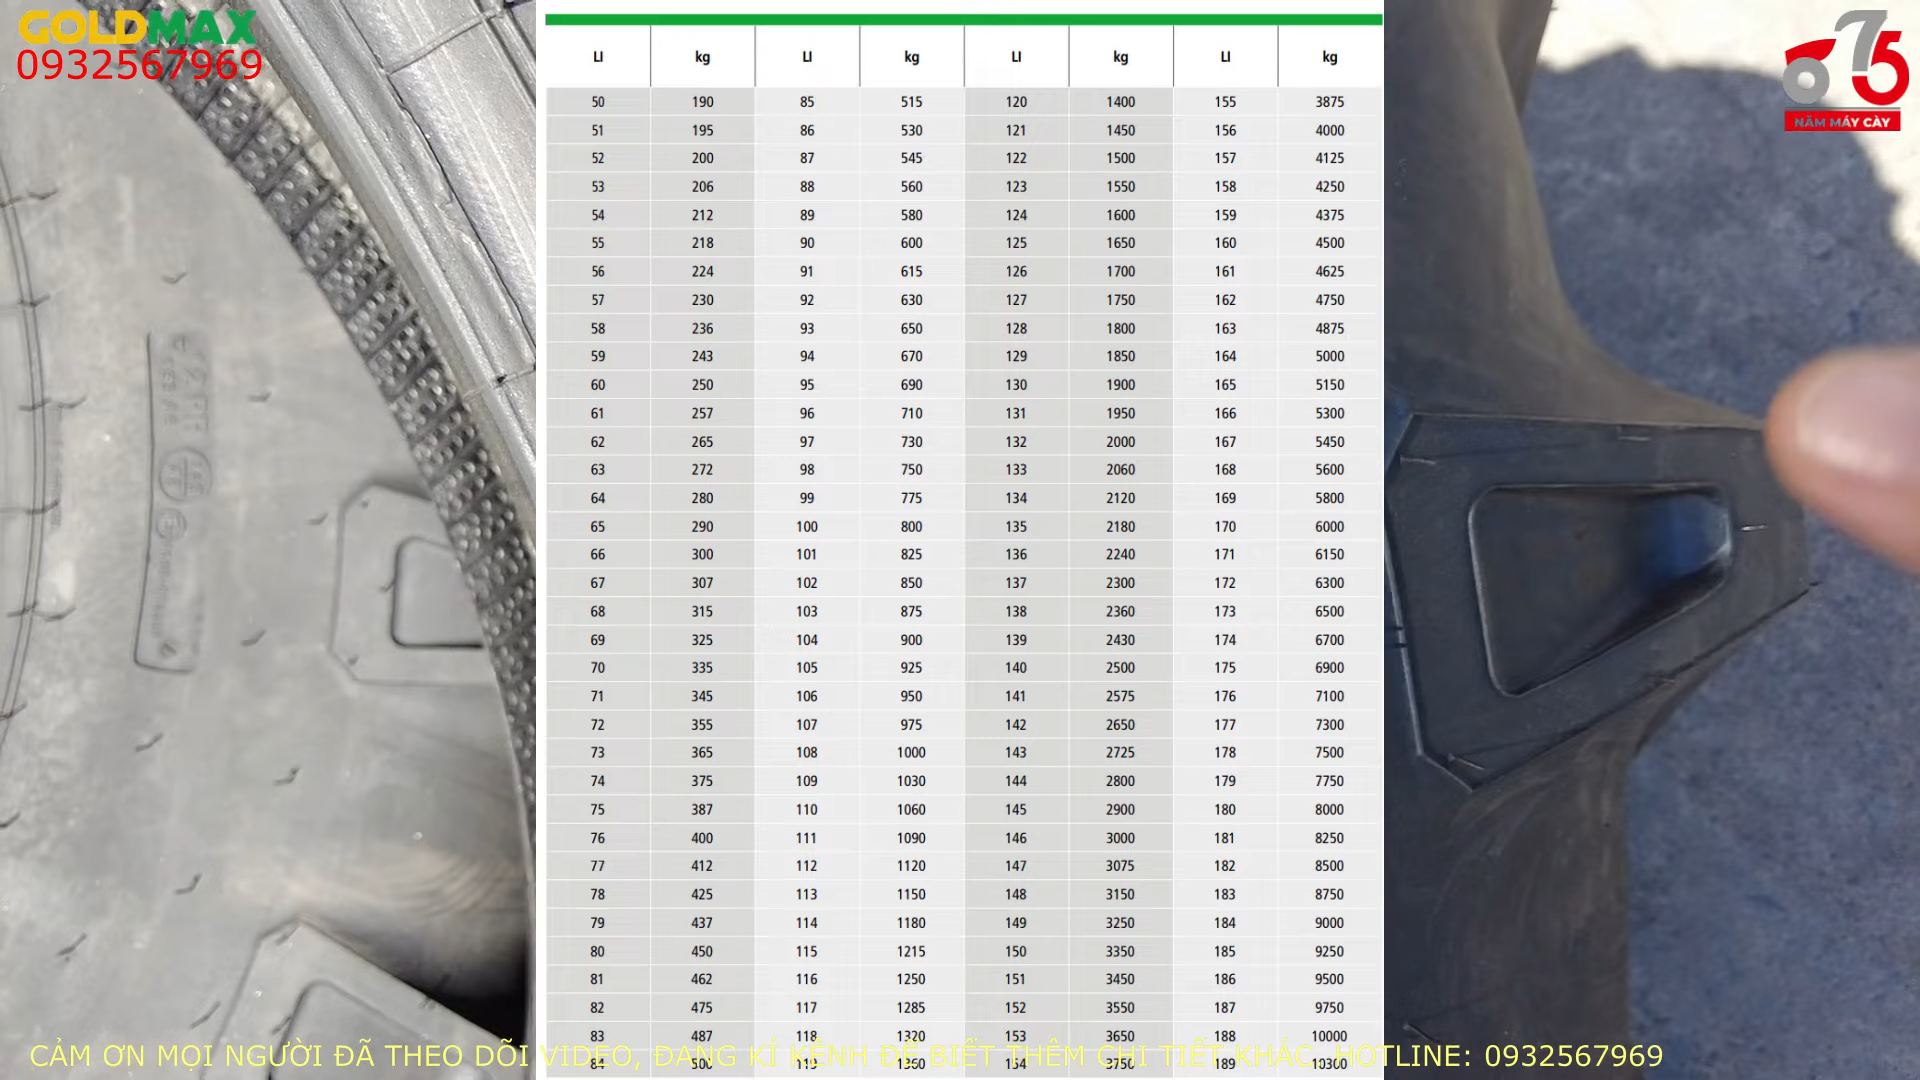 GOLDMAX
0932567969
75
NĂM MÁY CÀY
LI kg LI kg LI kg LI kg
50 190 85 515 120 1400 155 3875
51 195 86 530 121 1450 156 4000
52 200 87 545 122 1500 157 4125
53 206 88 560 123 1550 158 4250
54 212 89 580 124 1600 159 4375
55 218 90 600 125 1650 160 4500
56 224 91 615 126 1700 161 4625
57 230 92 630 127 1750 162 4750
58 236 93 650 128 1800 163 4875
59 243 94 670 129 1850 164 5000
60 250 95 690 130 1900 165 5150
61 257 96 710 131 1950 166 5300
62 265 97 730 132 2000 167 5450
63 272 98 750 133 2060 168 5600
64 280 99 775 134 2120 169 5800
65 290 100 800 135 2180 170 6000
66 300 101 825 136 2240 171 6150
67 307 102 850 137 2300 172 6300
68 315 103 875 138 2360 173 6500
69 325 104 900 139 2430 174 6700
70 335 105 925 140 2500 175 6900
71 345 106 950 141 2575 176 7100
72 355 107 975 142 2650 177 7300
73 365 108 1000 143 2725 178 7500
74 375 109 1030 144 2800 179 7750
75 387 110 1060 145 2900 180 8000
76 400 111 1090 146 3000 181 8250
77 412 112 1120 147 3075 182 8500
78 425 113 1150 148 3150 183 8750
79 437 114 1180 149 3250 184 9000
80 450 115 1215 150 3350 185 9250
81 462 116 1250 151 3450 186 9500
82 475 117 1285 152 3550 187 9750
83 487 118 1320 153 3650 188 10000
84 500 119 1360 154 3750 189 10300
CẢM ƠN MỌI NGƯỜI ĐÃ THEO DÕI VIDEO, ĐANG KÍ KÊNH ĐỂ BIẾT THÊM CHI TIẾT KHÁC. HOTLINE: 0932567969